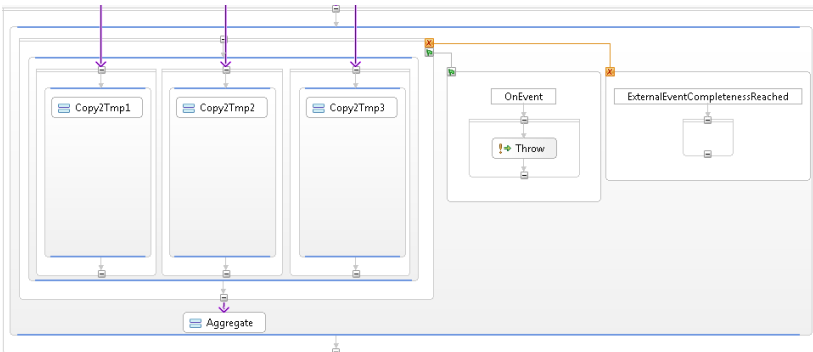 OnEvent
ExternalEventCompletenessReached
Copy2Tmp1
Copy2Tmp2
Copy2Tmp3
Throw
Aggregate